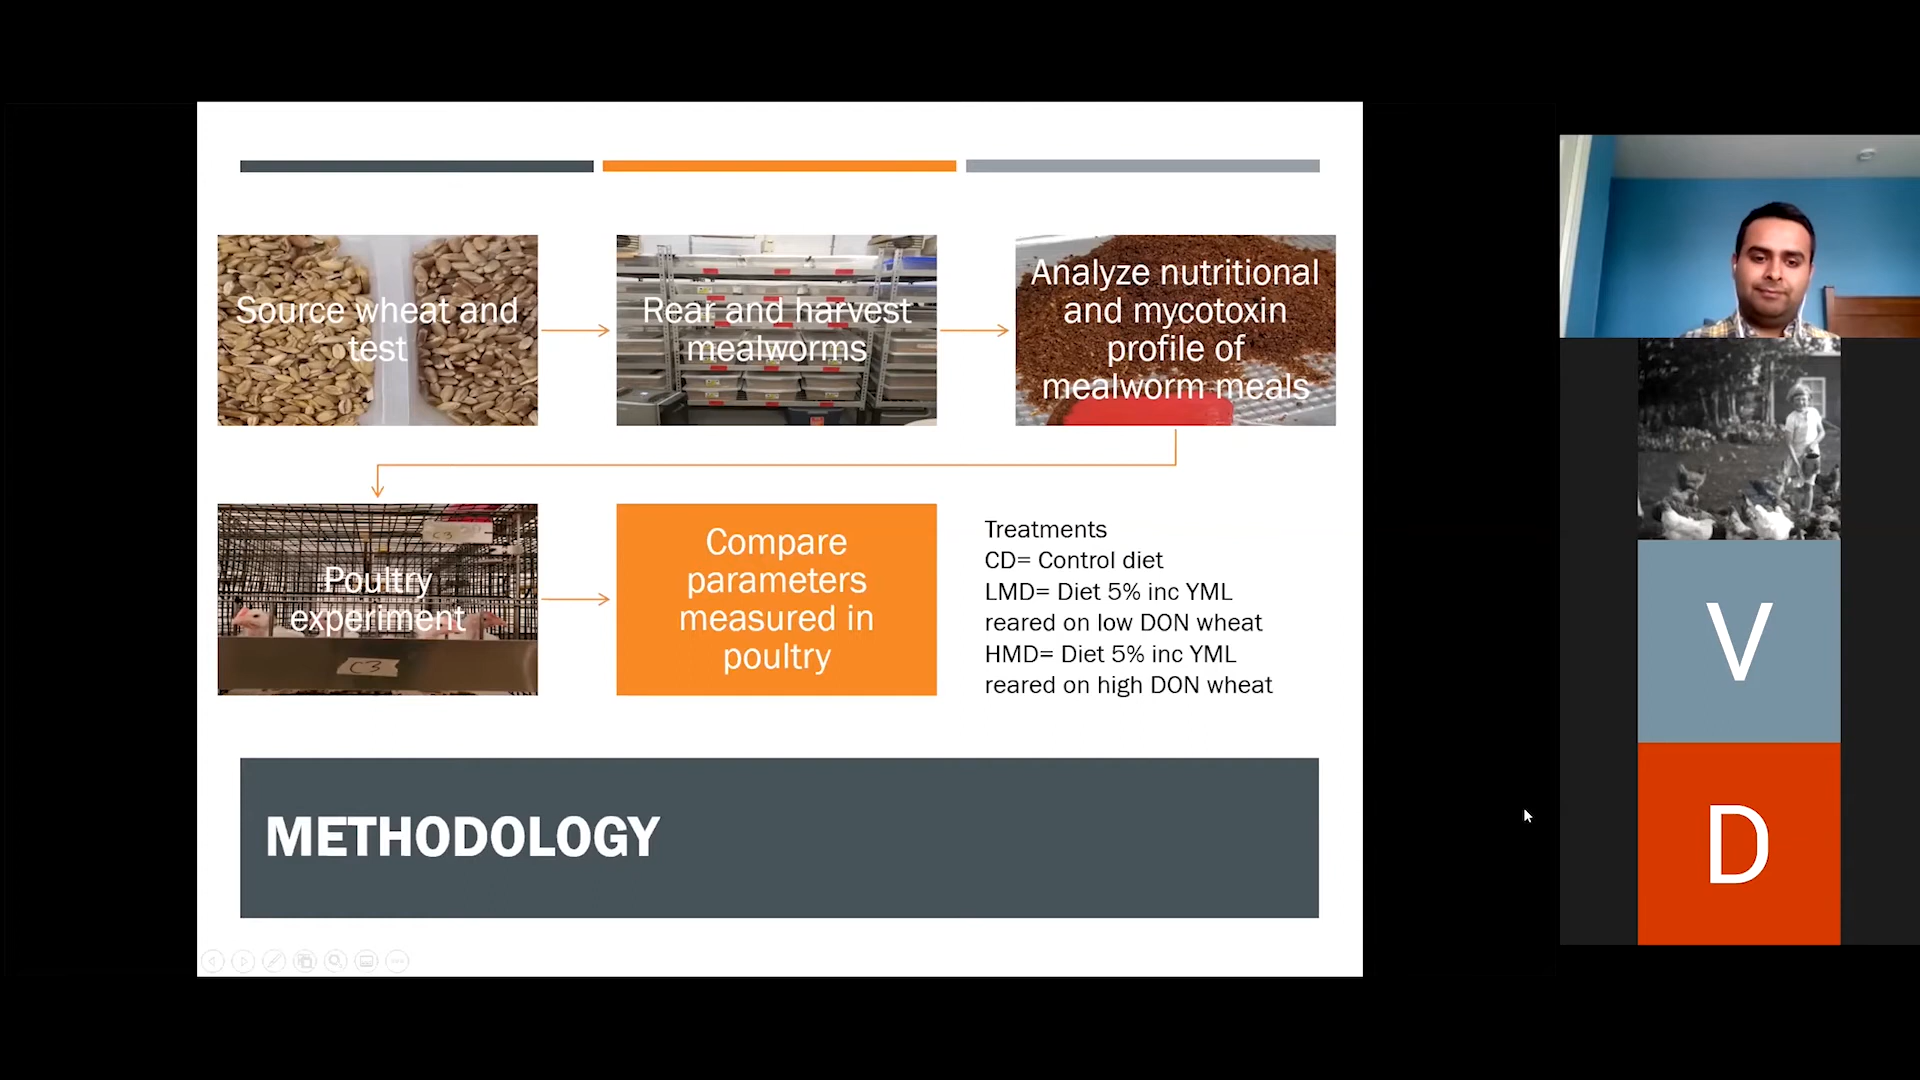 Source wheat and
test
Rear and harvest
mealworms
Analyze nutritional
and mycotoxin
profile of
mealworm meals
Poultry
experiment
C3
C3
Compare
parameters
measured in
poultry
Treatments
CD= Control diet
LMD= Diet 5% inc YML
reared on low DON wheat
HMD= Diet 5% inc YML
reared on high DON wheat
METHODOLOGY
V
D